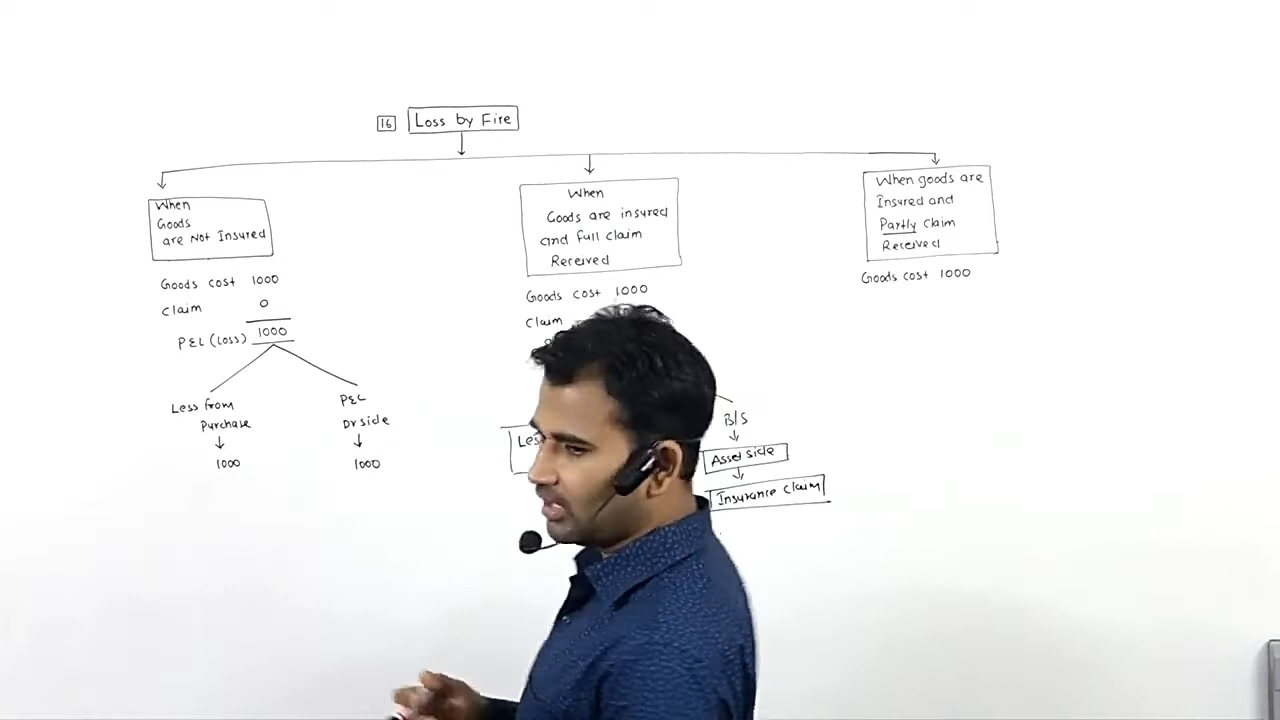 16 Loss by Fire
When
Goods
are Not Insured
Goods cost 1000
claim 0
P&L (Loss) 1000
Less from
Purchase
1000
P&L
Dr side
1000
When
Goods are insured
and full claim
Received
Goods cost 1000
Claim
B/S
Asset side
Insurance claim
When goods are
Insured and
Partly claim
Received
Goods cost 1000